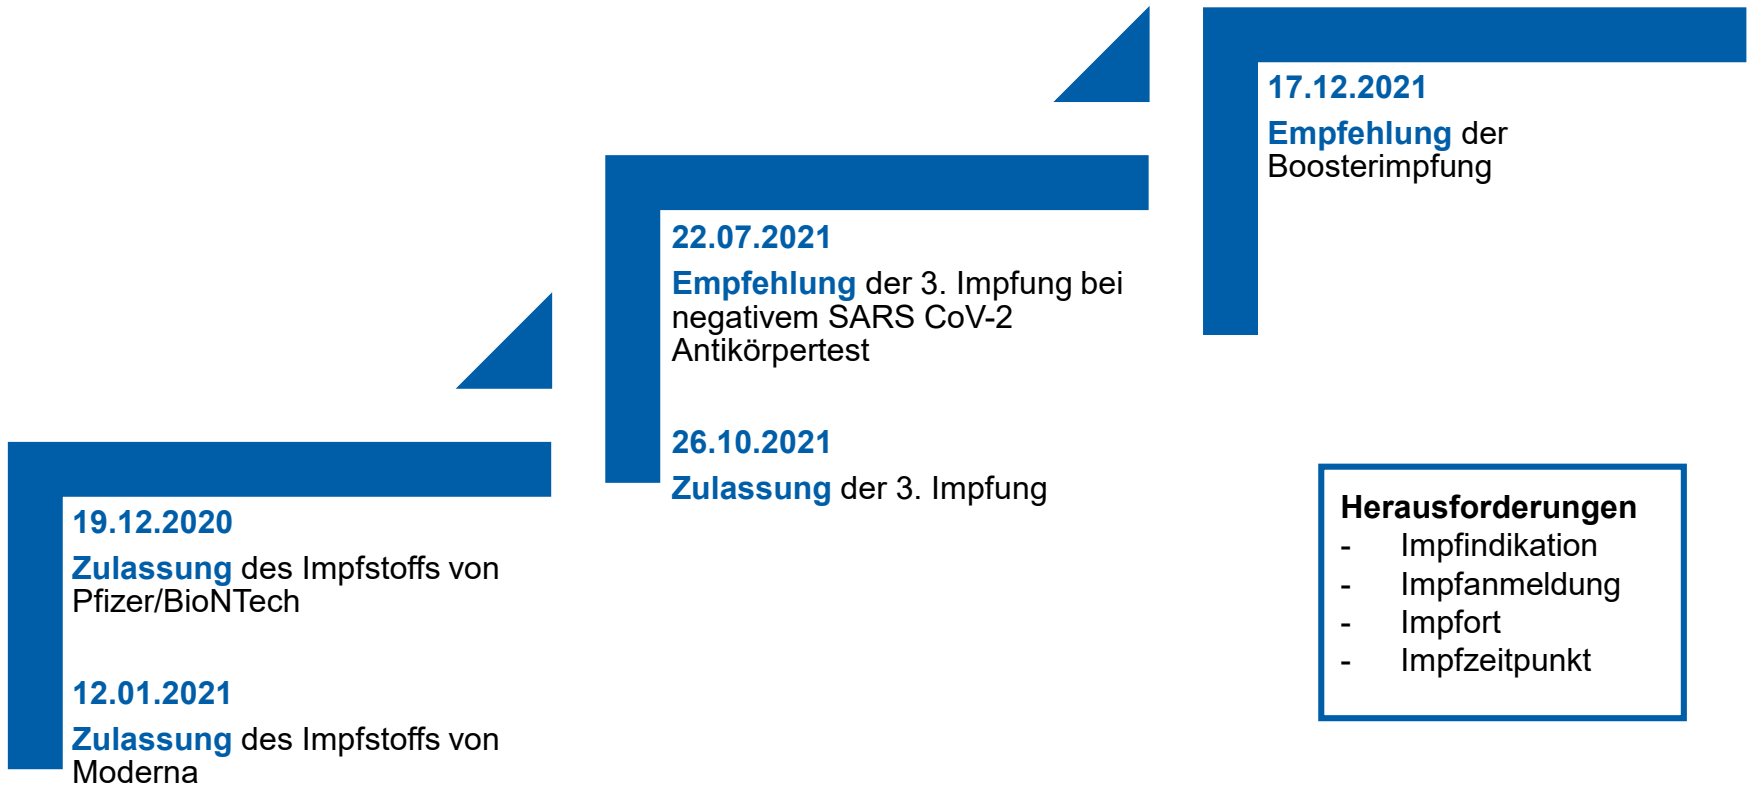 19.12.2020
Zulassung des Impfstoffs von
Pfizer/BioNTech
12.01.2021
Zulassung des Impfstoffs von
Moderna
22.07.2021
Empfehlung der 3. Impfung bei
negativem SARS CoV-2
Antikörpertest
26.10.2021
Zulassung der 3. Impfung
17.12.2021
Empfehlung der
Boosterimpfung
Herausforderungen
- Impfindikation
- Impfanmeldung
- Impfort
- Impfzeitpunkt